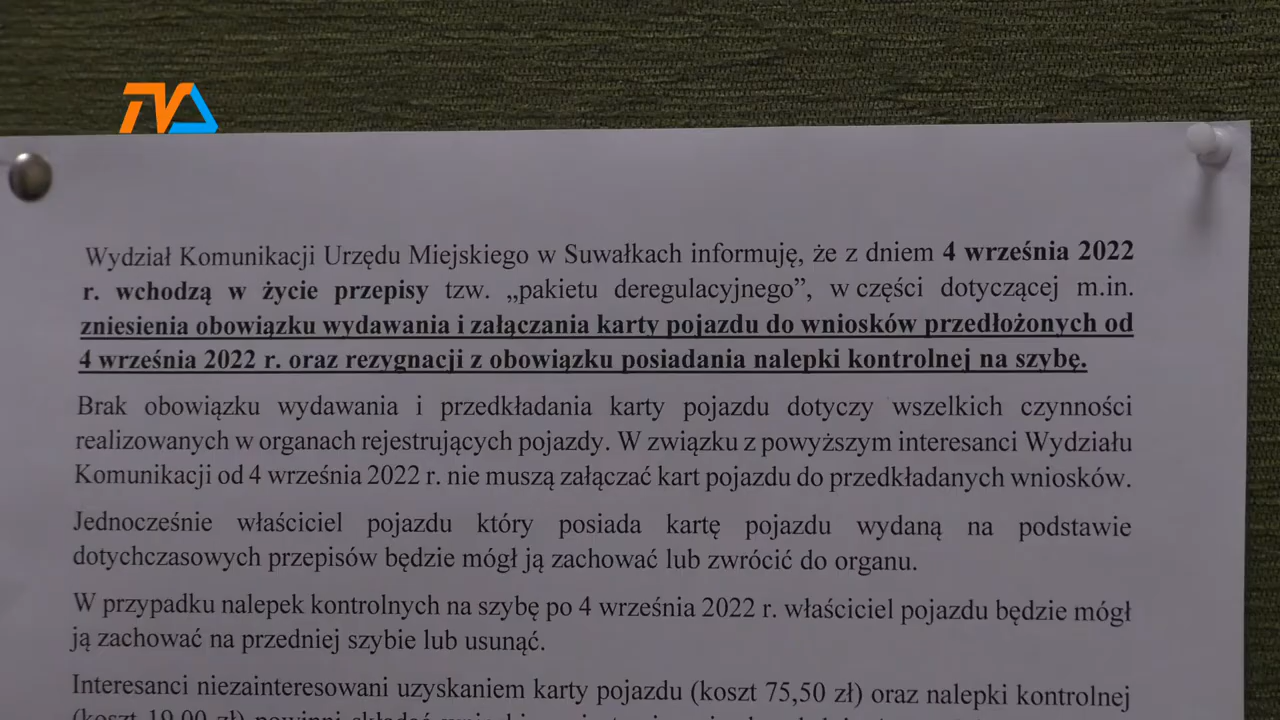 TVA
Wydział Komunikacji Urzędu Miejskiego w Suwałkach informuję, że z dniem 4 września 2022
r. wchodzą w życie przepisy tzw. „pakietu deregulacyjnego”, w części dotyczącej m.in.
zniesienia obowiązku wydawania i załączania karty pojazdu do wniosków przedłożonych od
4 września 2022 r. oraz rezygnacji z obowiązku posiadania nalepki kontrolnej na szybę.
Brak obowiązku wydawania i przedkładania karty pojazdu dotyczy wszelkich czynności
realizowanych w organach rejestrujących pojazdy. W związku z powyższym interesanci Wydziału
Komunikacji od 4 września 2022 r. nie muszą załączać kart pojazdu do przedkładanych wniosków.
Jednocześnie właściciel pojazdu który posiada kartę pojazdu wydaną na podstawie
dotychczasowych przepisów będzie mógł ją zachować lub zwrócić do organu.
W przypadku nalepek kontrolnych na szybę po 4 września 2022 r. właściciel pojazdu będzie mógł
ją zachować na przedniej szybie lub usunąć.
Interesanci niezainteresowani uzyskaniem karty pojazdu (koszt 75,50 zł) oraz nalepki kontrolnej
(koszt 19,00 zł)